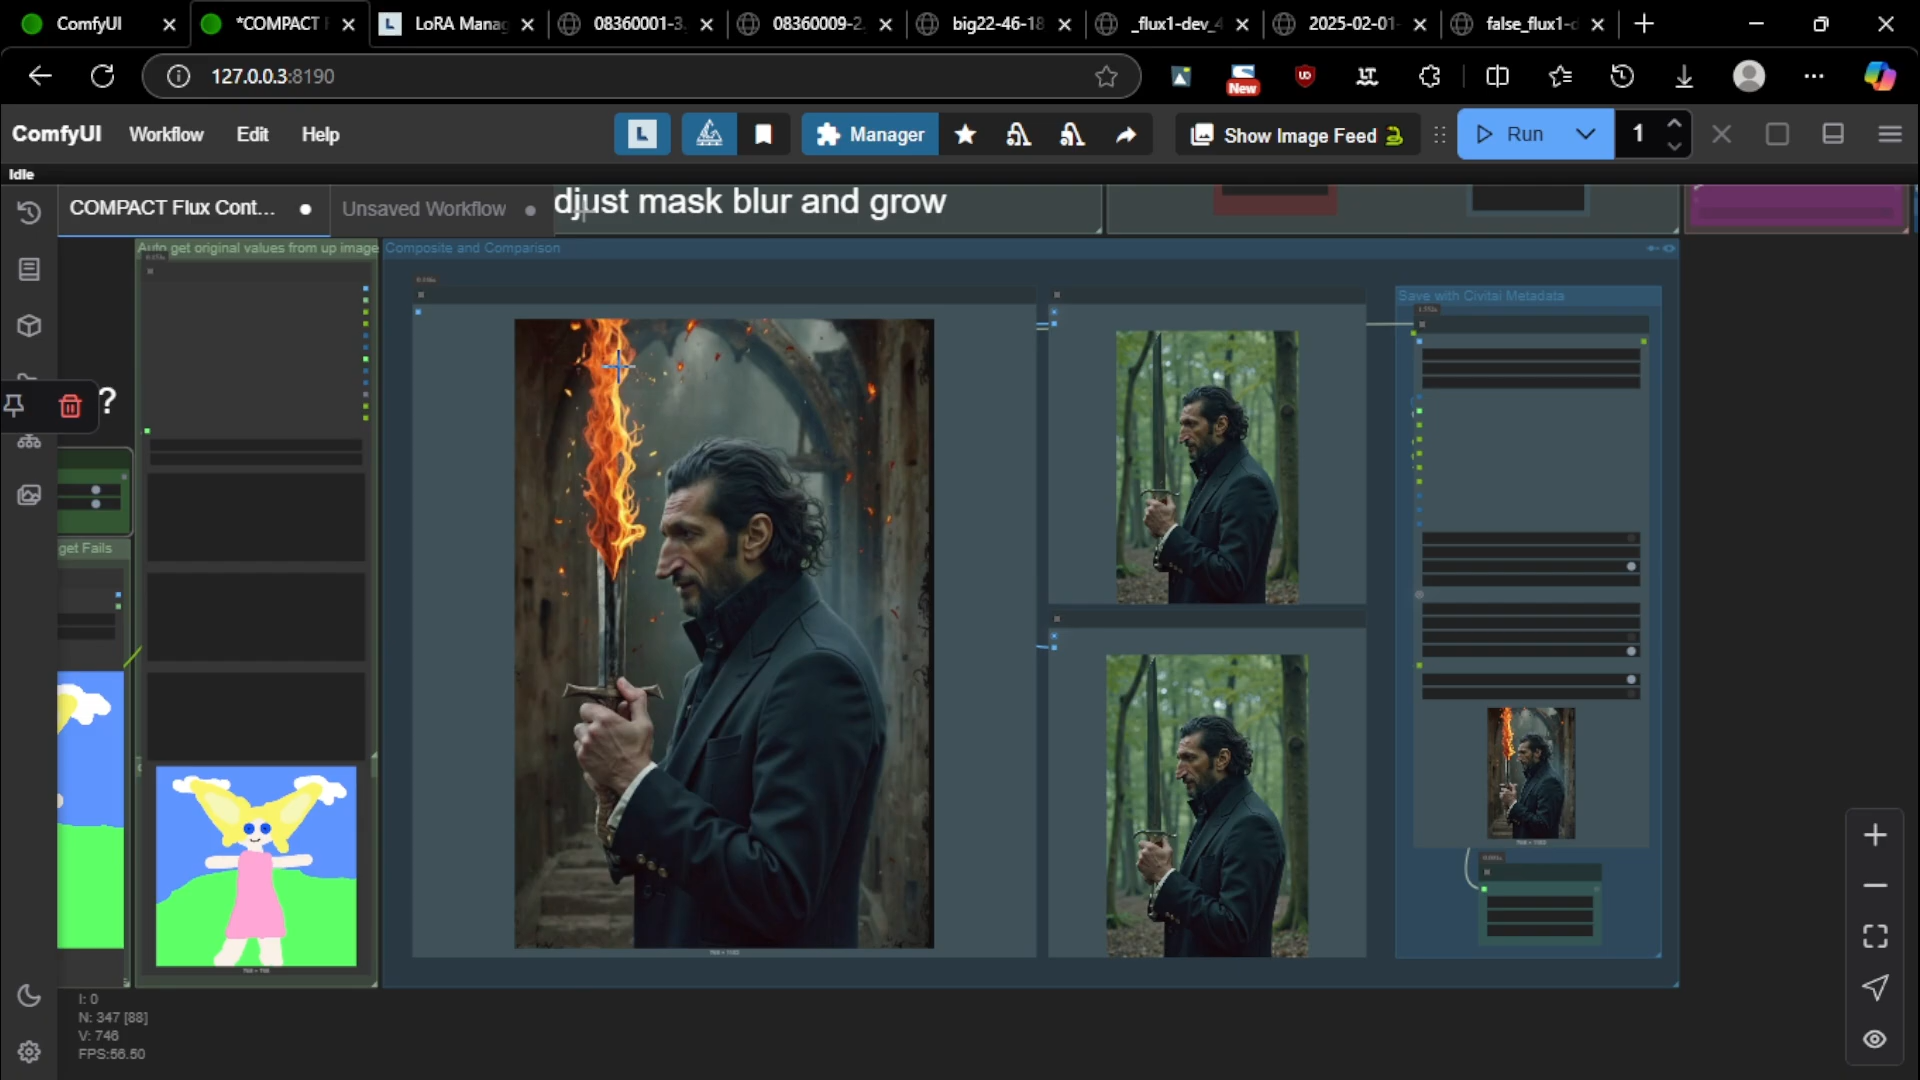 ComfyUI
*COMPACT F
LoRA Manag
08360001-3.
08360009-2.
big22-46-18
_flux1-dev_4
2025-02-01-
false_flux1-d
127.0.0.3:8190
New
ComfyUI
Workflow
Edit
Help
L
Manager
Show Image Feed
Run
1
Idle
COMPACT Flux Cont...
Unsaved Workflow
djust mask blur and grow
Auto get original values from up image
Composite and Comparison
Save with Civitai Metadata
?
get Fails
I: 0
N: 347 [88]
V: 746
FPS:56.50